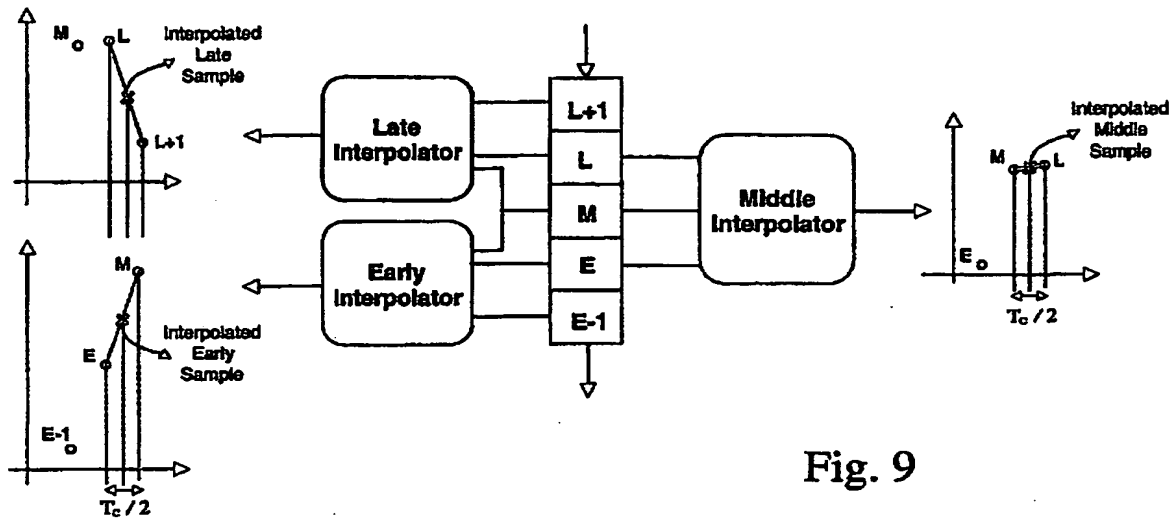 M
L
Interpolated
Late
Sample
L+1
Late
Interpolator
L+1
L
M
E
E-1
Middle
Interpolator
Interpolated
Middle
Sample
M
L
E
Tc / 2
Early
Interpolator
M
E
Interpolated
Early
Sample
E-1
Tc / 2
Fig. 9